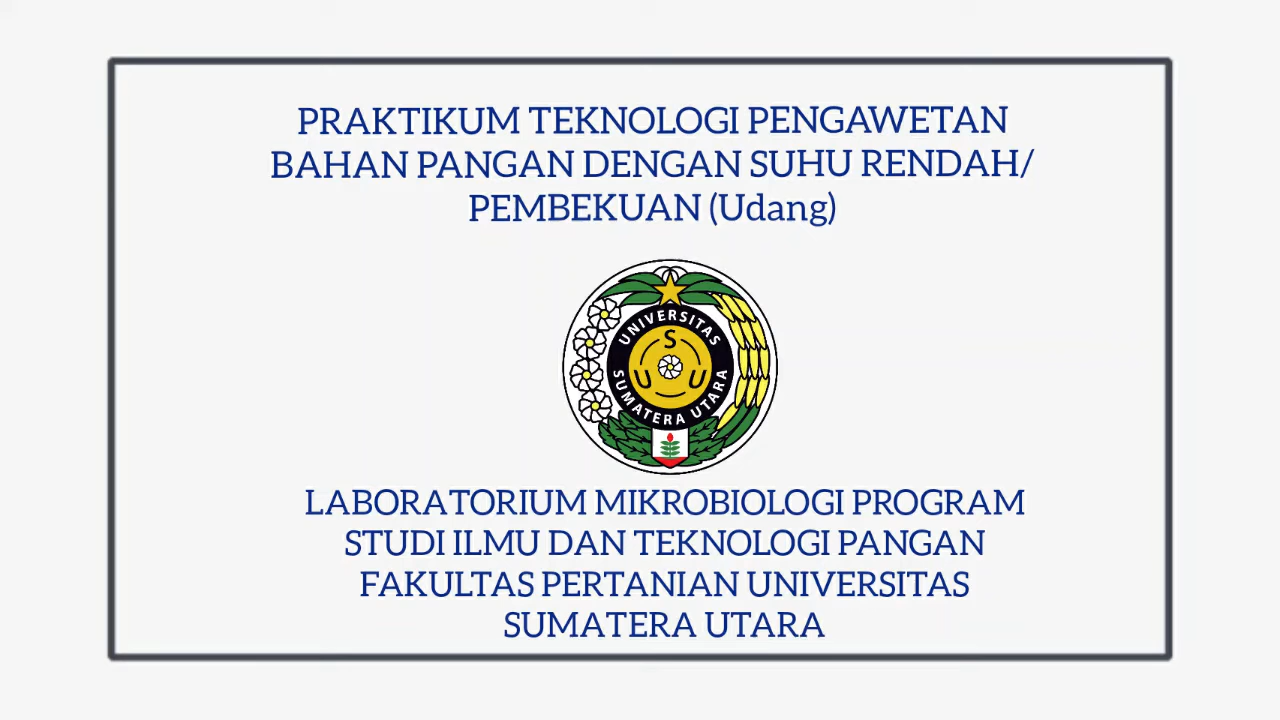 PRAKTIKUM TEKNOLOGI PENGAWETAN
BAHAN PANGAN DENGAN SUHU RENDAH/
PEMBEKUAN (Udang)
UNIVERSITAS
S
U U
SUMATERA UTARA
LABORATORIUM MIKROBIOLOGI PROGRAM
STUDI ILMU DAN TEKNOLOGI PANGAN
FAKULTAS PERTANIAN UNIVERSITAS
SUMATERA UTARA